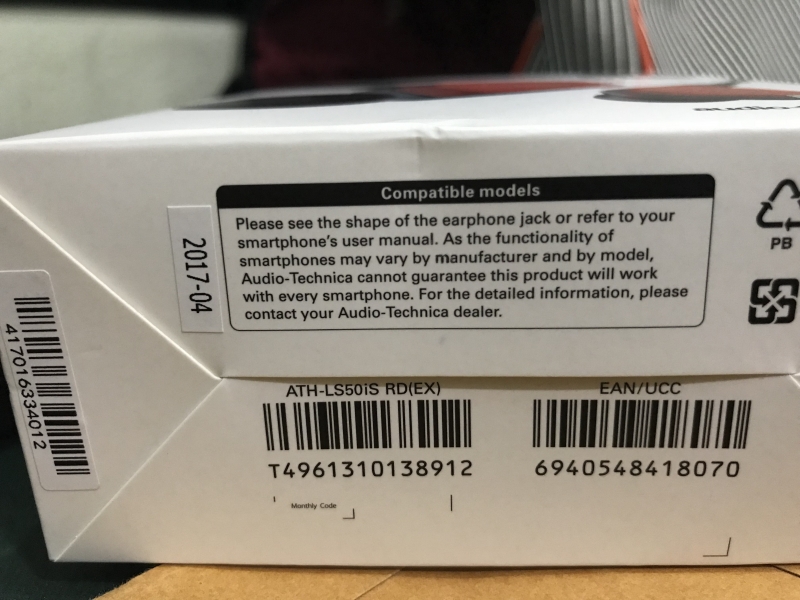 Compatible models
Please see the shape of the earphone jack or refer to your
smartphone's user manual. As the functionality of
smartphones may vary by manufacturer and by model,
Audio-Technica cannot guarantee this product will work
with every smartphone. For the detailed information, please
contact your Audio-Technica dealer.
2017-04
PB
417016334012
ATH-LS50iS RD(EX)
T4961310138912
EAN/UCC
6940548418070
Monthly Code